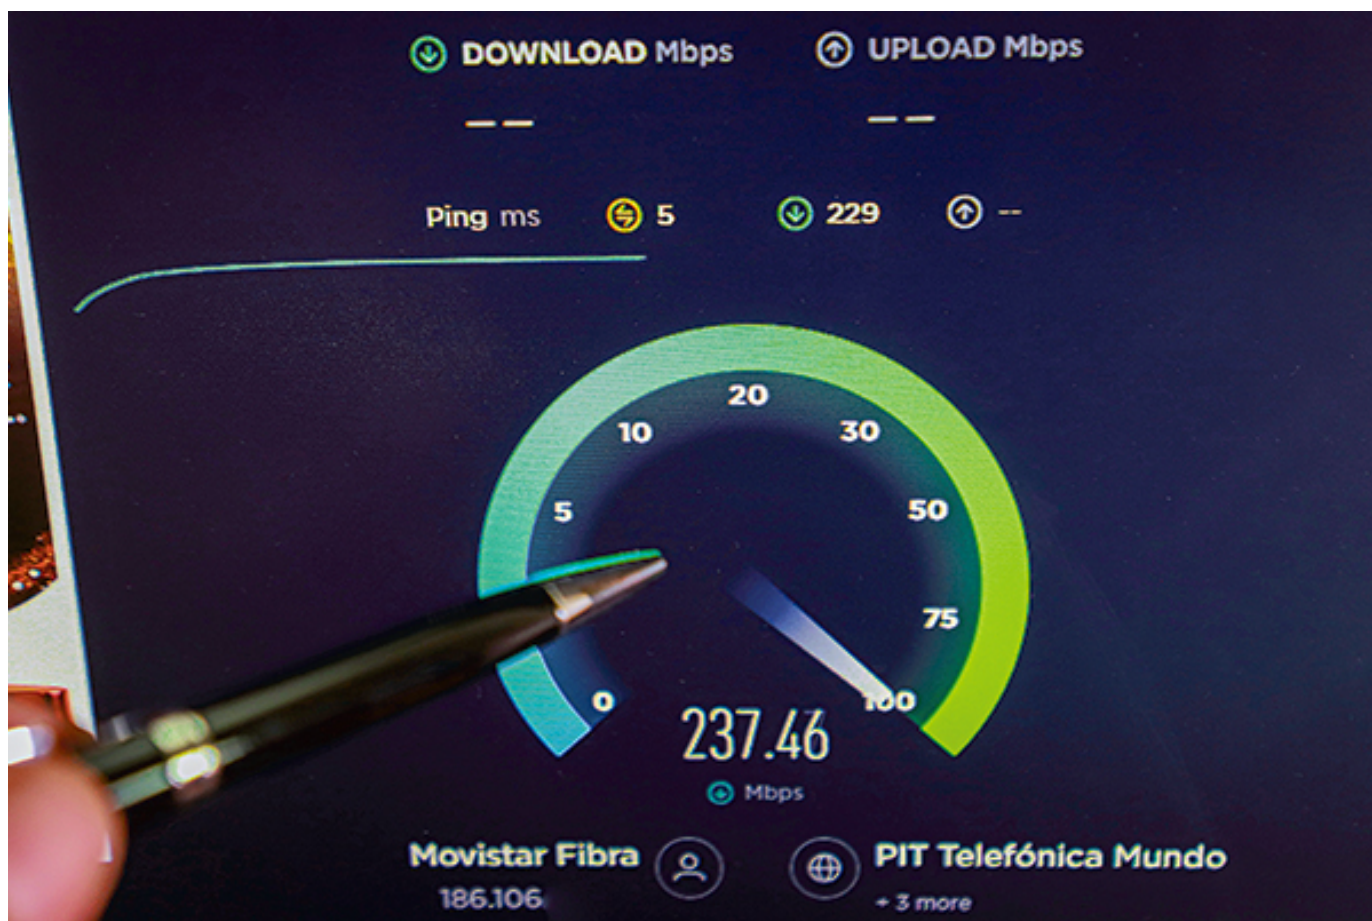 DOWNLOAD Mbps UPLOAD Mbps
-- --
Ping ms 5 229 --
20
10 30
5 50
75
0 100
237.46
Mbps
Movistar Fibra PIT Telefónica Mundo
186.106 + 3 more